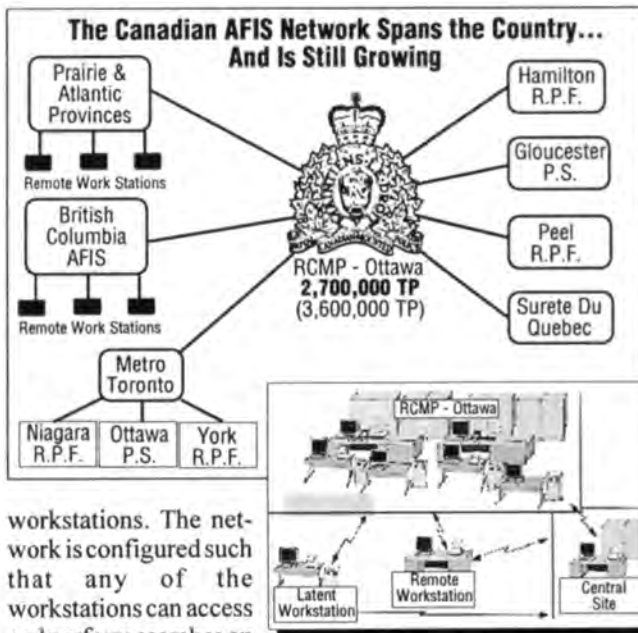 The Canadian AFIS Network Spans the Country...
And Is Still Growing
Prairie &
Atlantic
Provinces
Remote Work Stations
British
Columbia
AFIS
Remote Work Stations
Metro
Toronto
Niagara
R.P.F.
Ottawa
P.S.
York
R.P.F.
RCMP - Ottawa
2,700,000 TP
(3,600,000 TP)
Hamilton
R.P.F.
Gloucester
P.S.
Peel
R.P.F.
Surete Du
Quebec
RCMP - Ottawa
Latent
Workstation
Remote
Workstation
Central
Site
workstations. The net-
work is configured such
that any of the
workstations can access